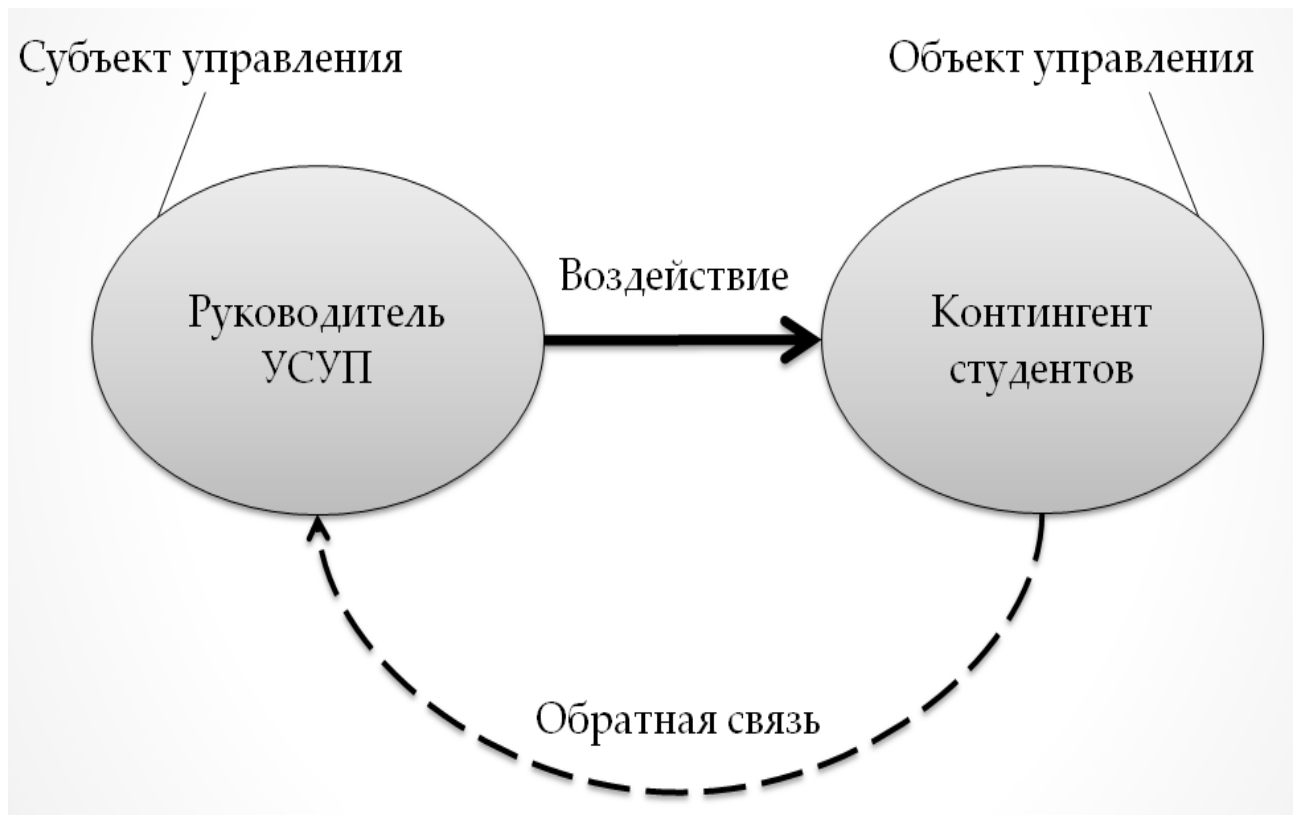 Субъект управления
Объект управления
Воздействие
Руководитель
УСУП
Контингент
студентов
Обратная связь